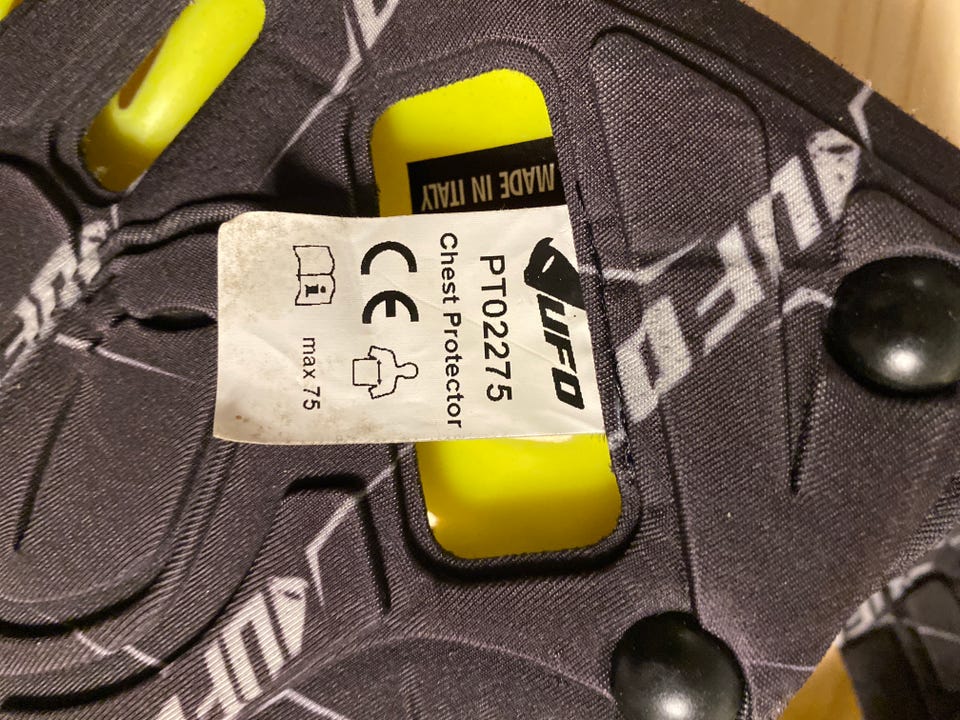 UFO
PT02275
Chest Protector
CE
i
max 75
MADE IN ITALY
UFO
UFO
UFO